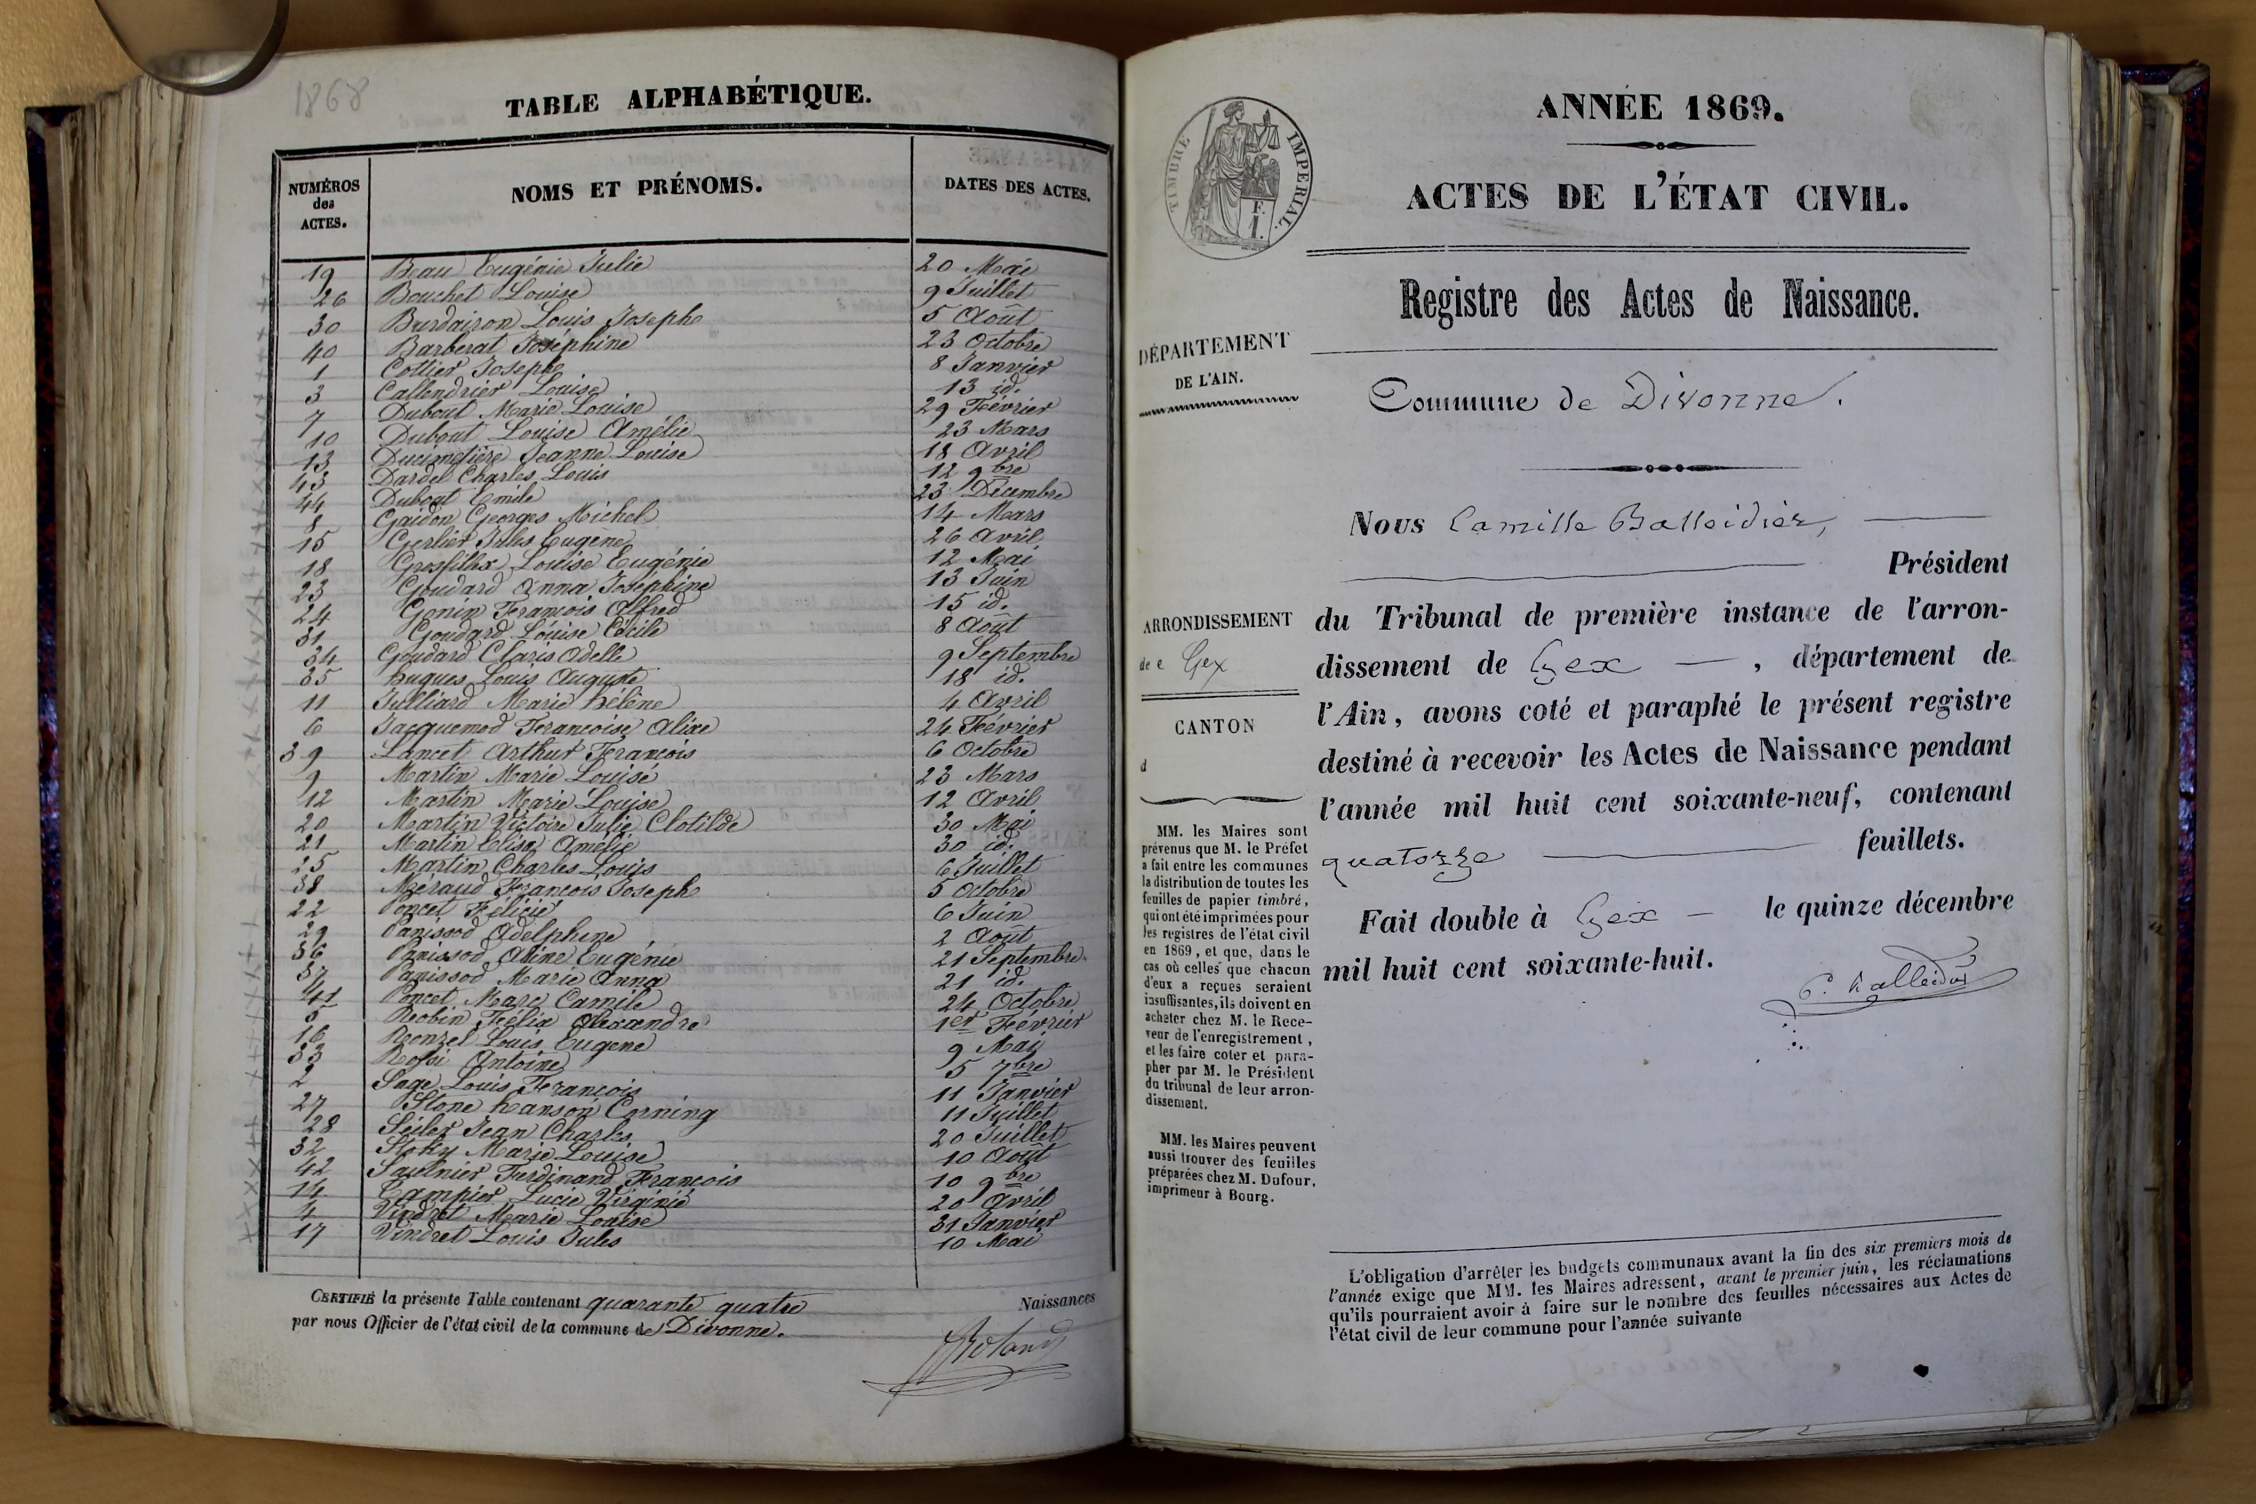 1868
TABLE ALPHABÉTIQUE.
NUMÉROS des ACTES. NOMS ET PRÉNOMS. DATES DES ACTES.
19 Beau Eugénie Julie 20 Mai
26 Bouchet Louise 9 Juillet
30 Burdairon Louis Joseph 5 Août
40 Barberat Joséphine 23 Octobre
1 Cottier Joseph 8 Janvier
3 Callendrier Louise 13 id.
7 Dubout Marie Louise 29 Février
10 Dubout Louise Amélie 23 Mars
13 Ducimetière Jeanne Louise 18 Avril
43 Dardel Charles Louis 12 9bre
44 Dubout Emile 23 Décembre
8 Gaidon Georges Michel 14 Mars
15 Gerlier Jules Eugène 26 Avril
18 Grosfillex Louise Eugénie 12 Mai
23 Goudard Anna Joséphine 13 Juin
24 Gonin François Alfred 15 id.
31 Goudard Louise Cécile 8 Août
34 Goudard Claris Adelle 9 Septembre
35 hugues Louis Auguste 18 id.
11 Julliard Marie hélène 4 Avril
6 Jacquemod Françoise Alixe 24 Février
39 Lancet Arthur François 6 Octobre
9 Martin Marie Louise 23 Mars
12 Martin Marie Louise 12 Avril
20 Martin Victoire Julie Clotilde 30 Mai
21 Martin Elisa Amélie 30 id.
25 Martin Charles Louis 6 Juillet
38 Méraud François Joseph 5 Octobre
22 Poncet Félicie 6 Juin
29 Panissod Adelphine 2 Août
36 Panissod Aline Eugénie 21 Septembre.
37 Panissod Marie Anna 21 id.
41 Poncet Marc Camile 24 Octobre
5 Robin Félix Alexandre 1er Février
16 Ronzel Louis Eugene 9 Mai
33 Rossi Antoine 5 7bre
2 Sage Louis François 11 Janvier
27 Stone hanson Corning 11 Juillet
28 Seiler Jean Charles 20 Juillet
32 Marie Louise 10 Août
42 Saulnier Ferdinand François 10 9bre
14 Lucie Virginie 20 Avril
4 Vindret Marie Louise 31 Janvier
17 Vindret Louis Jules 10 Mai
CERTIFIÉ la présente Table contenant quarante quatre Naissances
par nous Officier de l'état civil de la commune de Divonne.
Roland
TIMBRE IMPÉRIAL.
F.
1.
ANNÉE 1869.
ACTES DE L'ÉTAT CIVIL.
Registre des Actes de Naissance.
DÉPARTEMENT
DE L'AIN.
Commune de Divonne.
Nous Camille Balleidier,
Président
du Tribunal de première instance de l'arron-
dissement de Gex, département de
l'Ain, avons coté et paraphé le présent registre
destiné à recevoir les Actes de Naissance pendant
l'année mil huit cent soixante-neuf, contenant
quatorze feuillets.
Fait double à Gex le quinze décembre
mil huit cent soixante-huit.
C. Balleidier
ARRONDISSEMENT
de Gex
CANTON
d
MM. les Maires sont
prévenus que M. le Préfet
a fait entre les communes
la distribution de toutes les
feuilles de papier timbré,
qui ont été imprimées pour
les registres de l'état civil
en 1869, et que, dans le
cas où celles que chacun
d'eux a reçues seraient
insuffisantes, ils doivent en
acheter chez M. le Rece-
veur de l'enregistrement,
et les faire coter et para-
pher par M. le Président
du tribunal de leur arron-
dissement.
MM. les Maires peuvent
aussi trouver des feuilles
préparées chez M. Dufour,
imprimeur à Bourg.
L'obligation d'arrêter les budgets communaux avant la fin des six premiers mois de
l'année exige que MM. les Maires adressent, avant le premier juin, les réclamations
qu'ils pourraient avoir à faire sur le nombre des feuilles nécessaires aux Actes de
l'état civil de leur commune pour l'année suivante